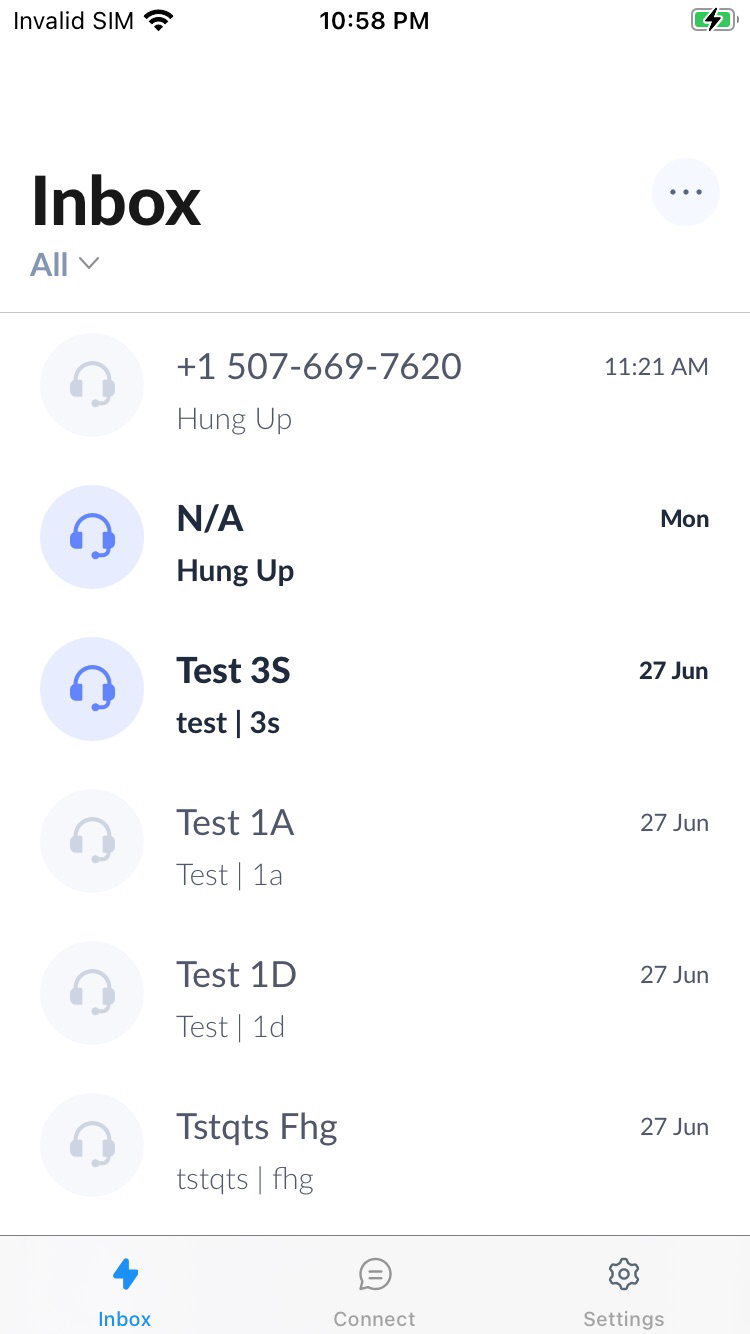 Invalid SIM 10:58 PM
Inbox
All
+1 507-669-7620 11:21 AM
Hung Up
N/A Mon
Hung Up
Test 3S 27 Jun
test | 3s
Test 1A 27 Jun
Test | 1a
Test 1D 27 Jun
Test | 1d
Tstqts Fhg 27 Jun
tstqts | fhg
Inbox Connect Settings